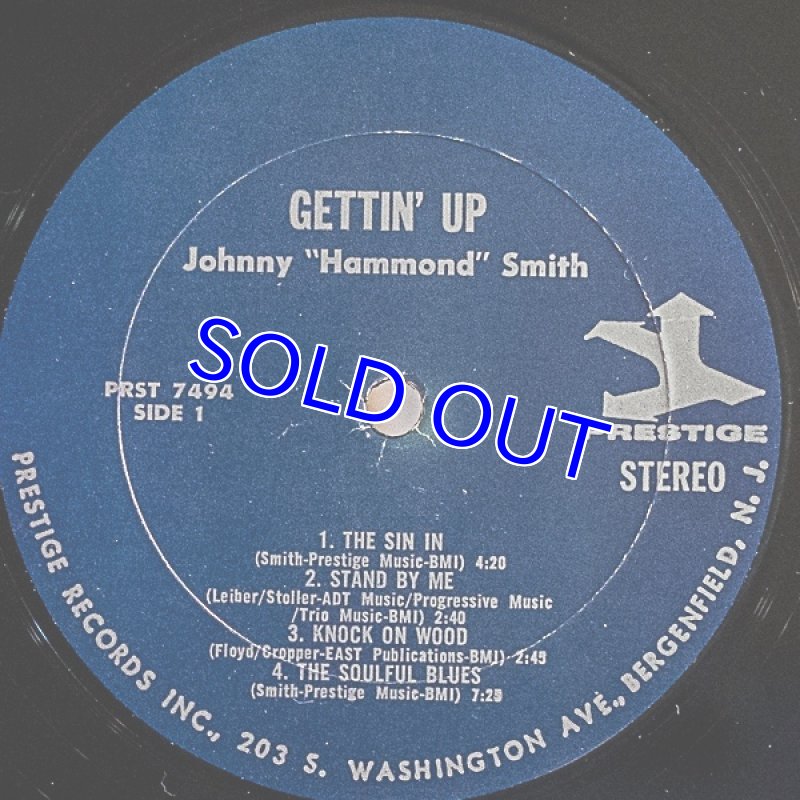 GETTIN' UP
Johnny "Hammond" Smith
PRST 7494
SIDE 1
SOLD OUT
PRESTIGE
STEREO
1. THE SIN IN
(Smith-Prestige Music-BMI) 4:20
2. STAND BY ME
(Leiber/Stoller-ADT Music/Progressive Music
/Trio Music-BMI) 2:40
3. KNOCK ON WOOD
(Floyd/Cropper-EAST Publications-BMI) 2:49
4. THE SOULFUL BLUES
(Smith-Prestige Music-BMI) 7:29
PRESTIGE RECORDS INC., 203 S. WASHINGTON AVE., BERGENFIELD, N. J.